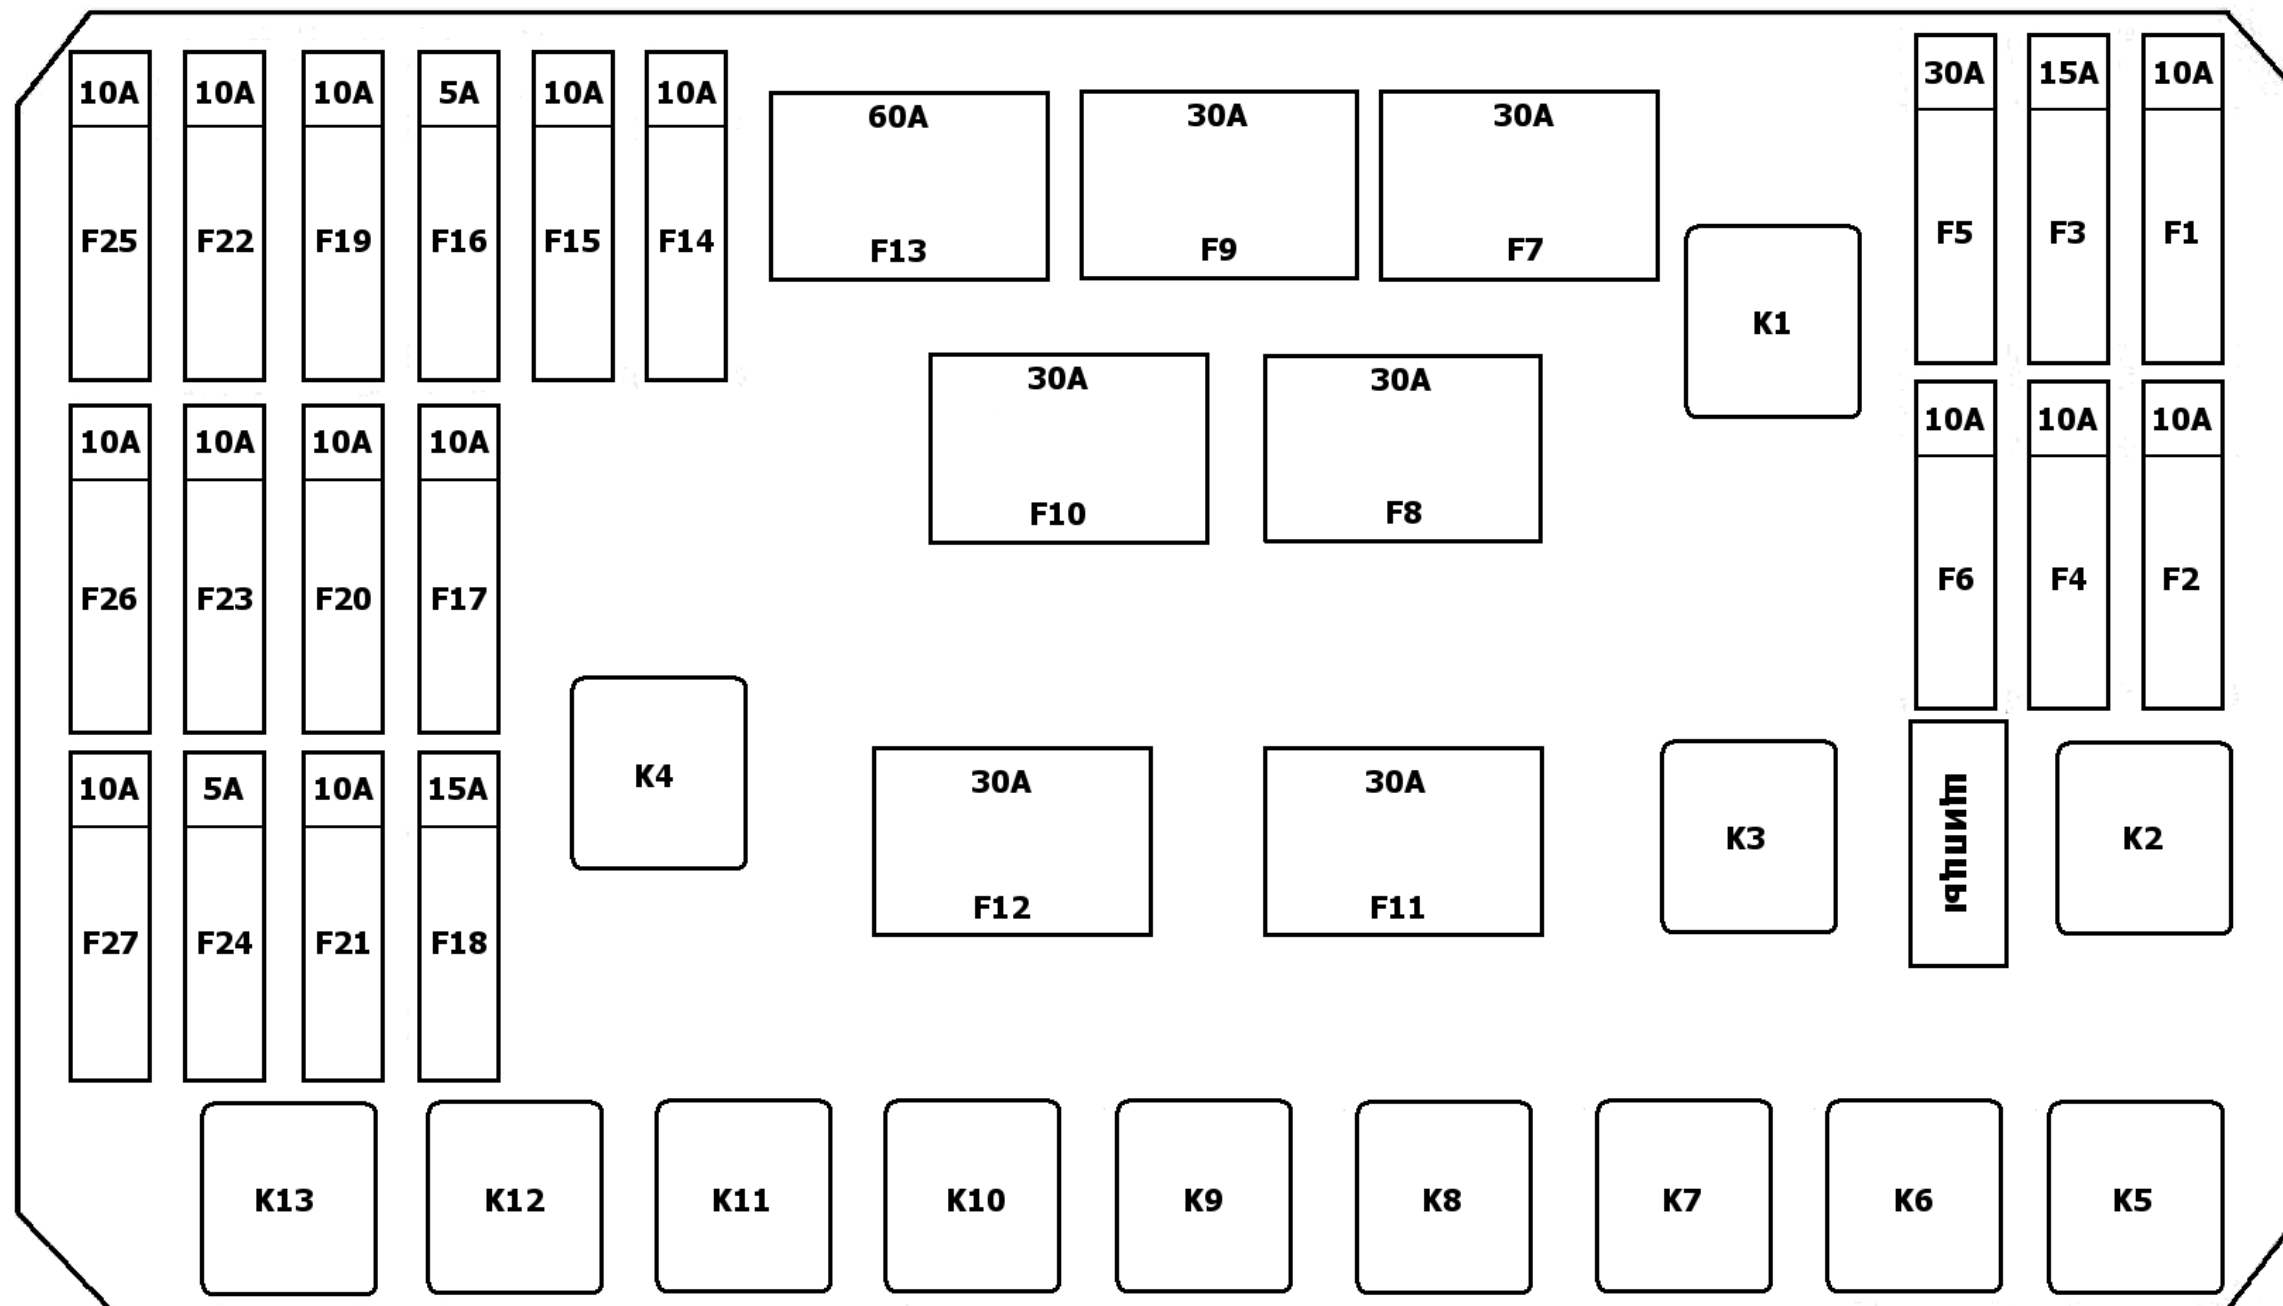 10A 10A 10A 5A 10A 10A
F25 F22 F19 F16 F15 F14
60A 30A 30A
F13 F9 F7
30A 15A 10A
F5 F3 F1
K1
30A 30A
F10 F8
10A 10A 10A 10A
F26 F23 F20 F17
10A 10A 10A
F6 F4 F2
10A 5A 10A 15A
F27 F24 F21 F18
K4
30A 30A
F12 F11
K3
щипцы
K2
K13 K12 K11 K10 K9 K8 K7 K6 K5